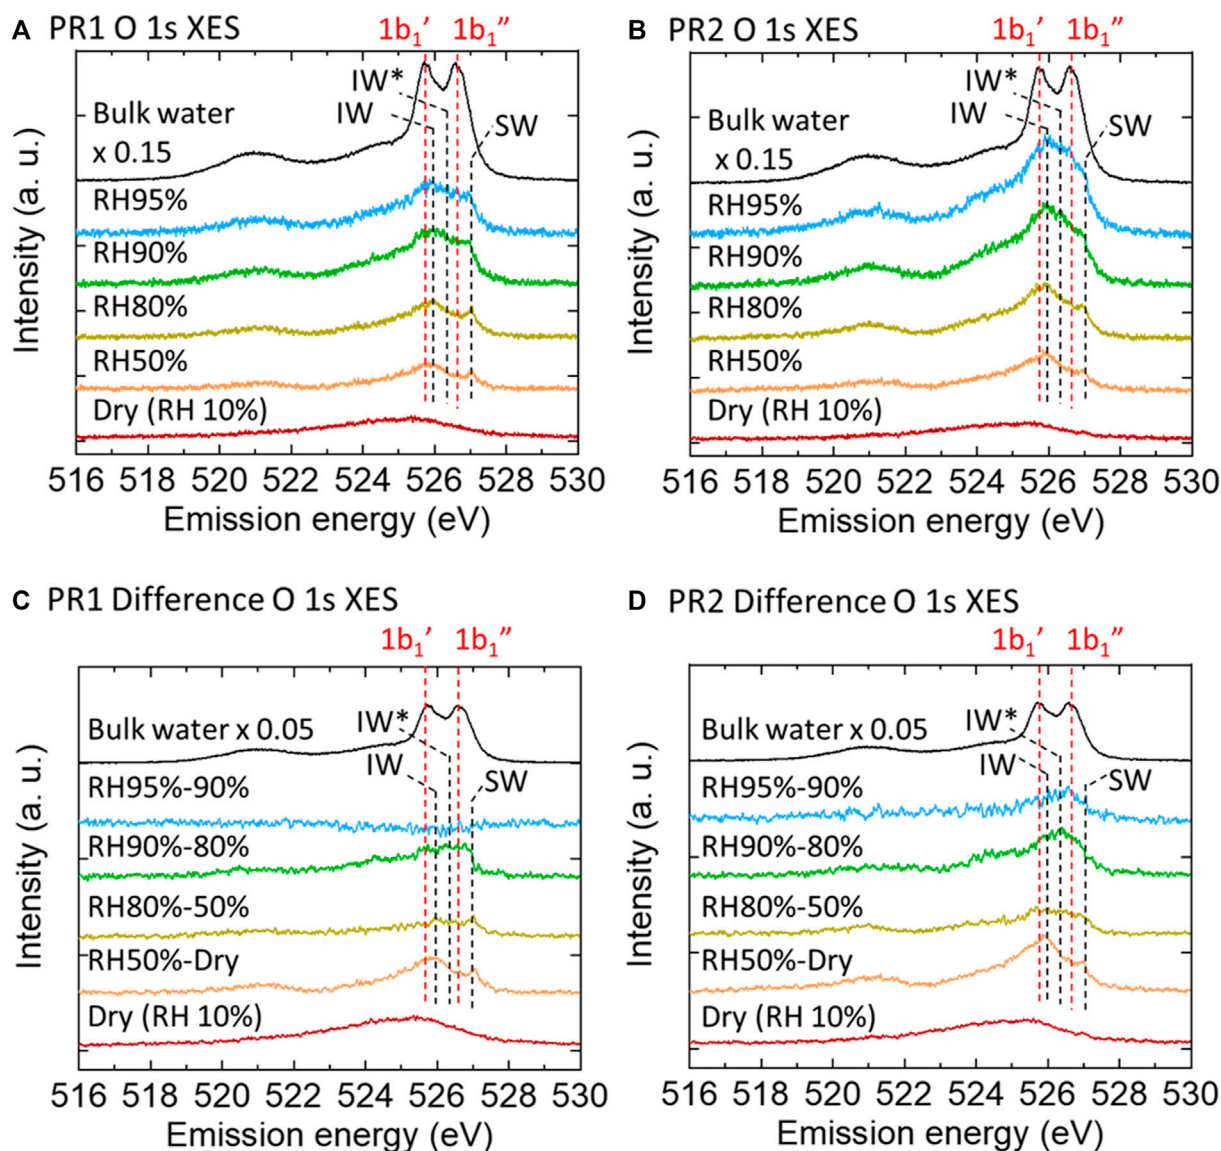 A PR1 O 1s XES
1b₁’ 1b₁”
IW*
IW
SW
Bulk water
x 0.15
RH95%
RH90%
RH80%
RH50%
Dry (RH 10%)
Intensity (a. u.)
516 518 520 522 524 526 528 530
Emission energy (eV)
B PR2 O 1s XES
1b₁’ 1b₁”
IW*
IW
SW
Bulk water
x 0.15
RH95%
RH90%
RH80%
RH50%
Dry (RH 10%)
Intensity (a. u.)
516 518 520 522 524 526 528 530
Emission energy (eV)
C PR1 Difference O 1s XES
1b₁’ 1b₁”
Bulk water x 0.05
IW*
IW
SW
RH95%-90%
RH90%-80%
RH80%-50%
RH50%-Dry
Dry (RH 10%)
Intensity (a. u.)
516 518 520 522 524 526 528 530
Emission energy (eV)
D PR2 Difference O 1s XES
1b₁’ 1b₁”
Bulk water x 0.05
IW*
IW
SW
RH95%-90%
RH90%-80%
RH80%-50%
RH50%-Dry
Dry (RH 10%)
Intensity (a. u.)
516 518 520 522 524 526 528 530
Emission energy (eV)